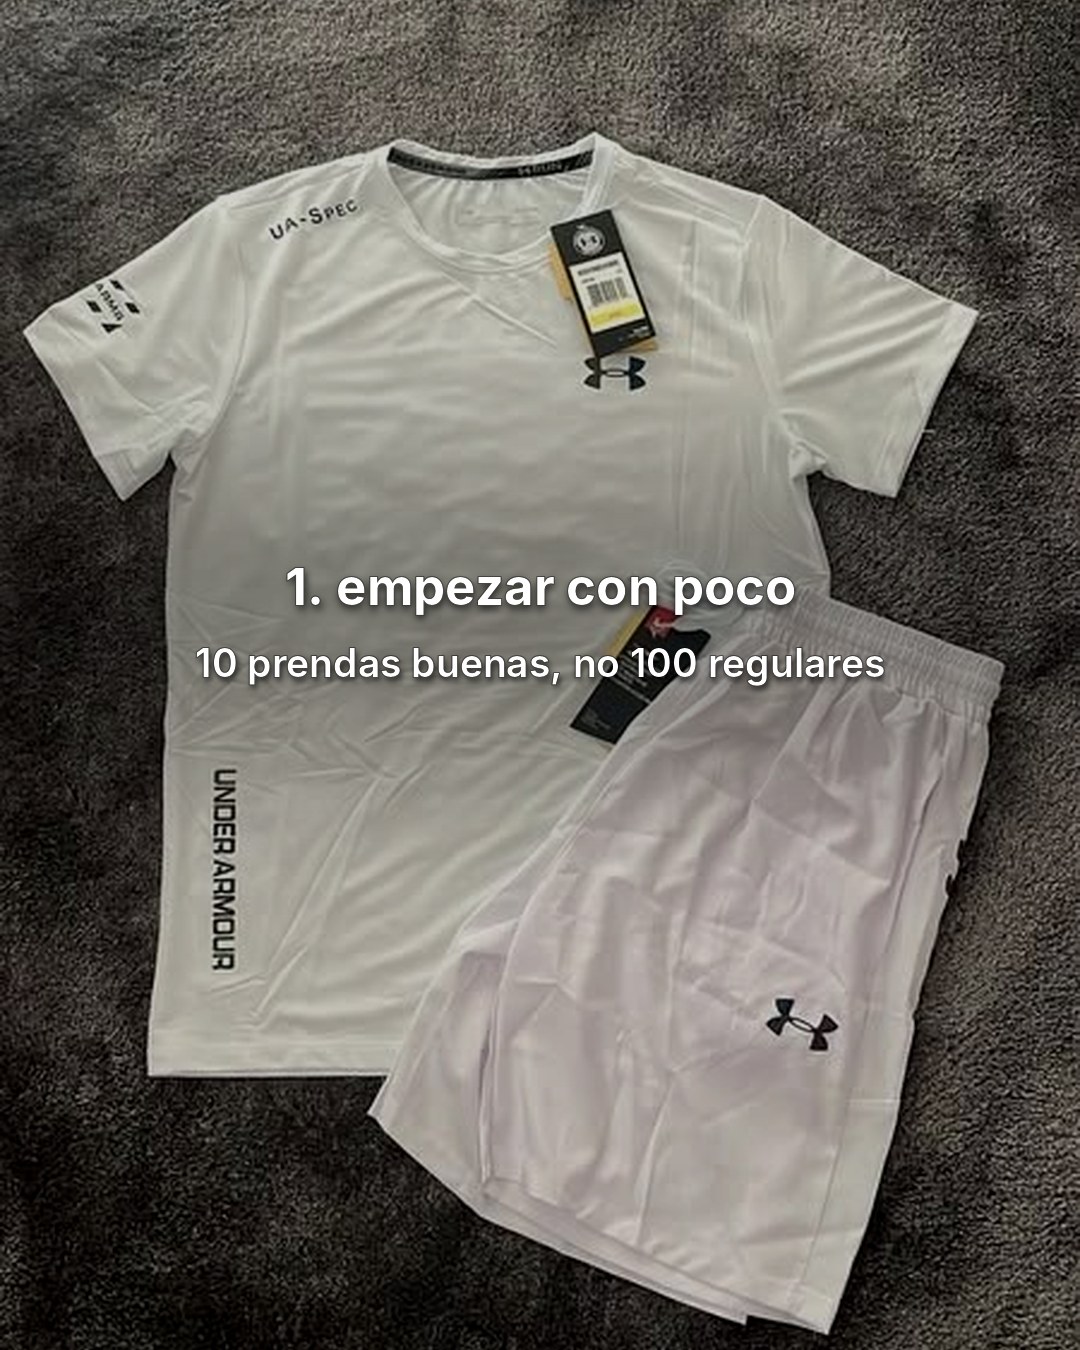 UA-SPEC
1. empezar con poco
10 prendas buenas, no 100 regulares
UNDER ARMOUR